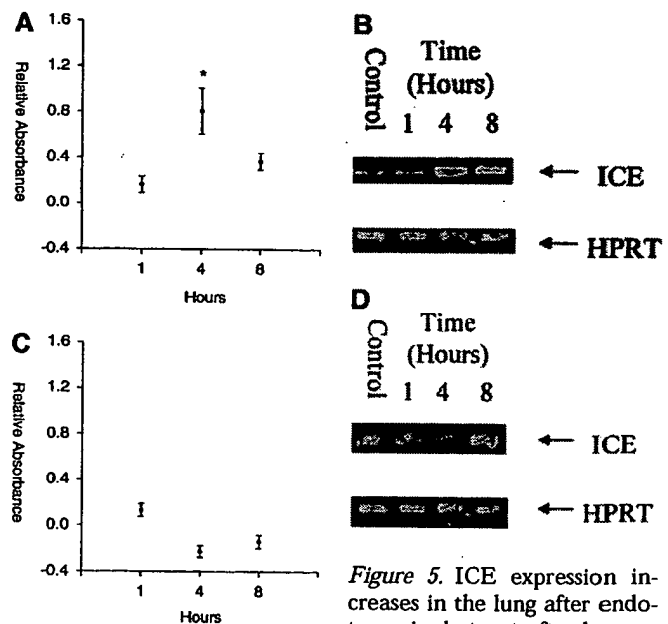 A
Relative Absorbance
1.6
1.2
0.8
0.4
0.0
-0.4
*
1 4 8
Hours
B
Control
Time
(Hours)
1 4 8
ICE
HPRT
C
Relative Absorbance
1.6
1.2
0.8
0.4
0.0
-0.4
1 4 8
Hours
D
Control
Time
(Hours)
1 4 8
ICE
HPRT
Figure 5. ICE expression in-
creases in the lung after endo-